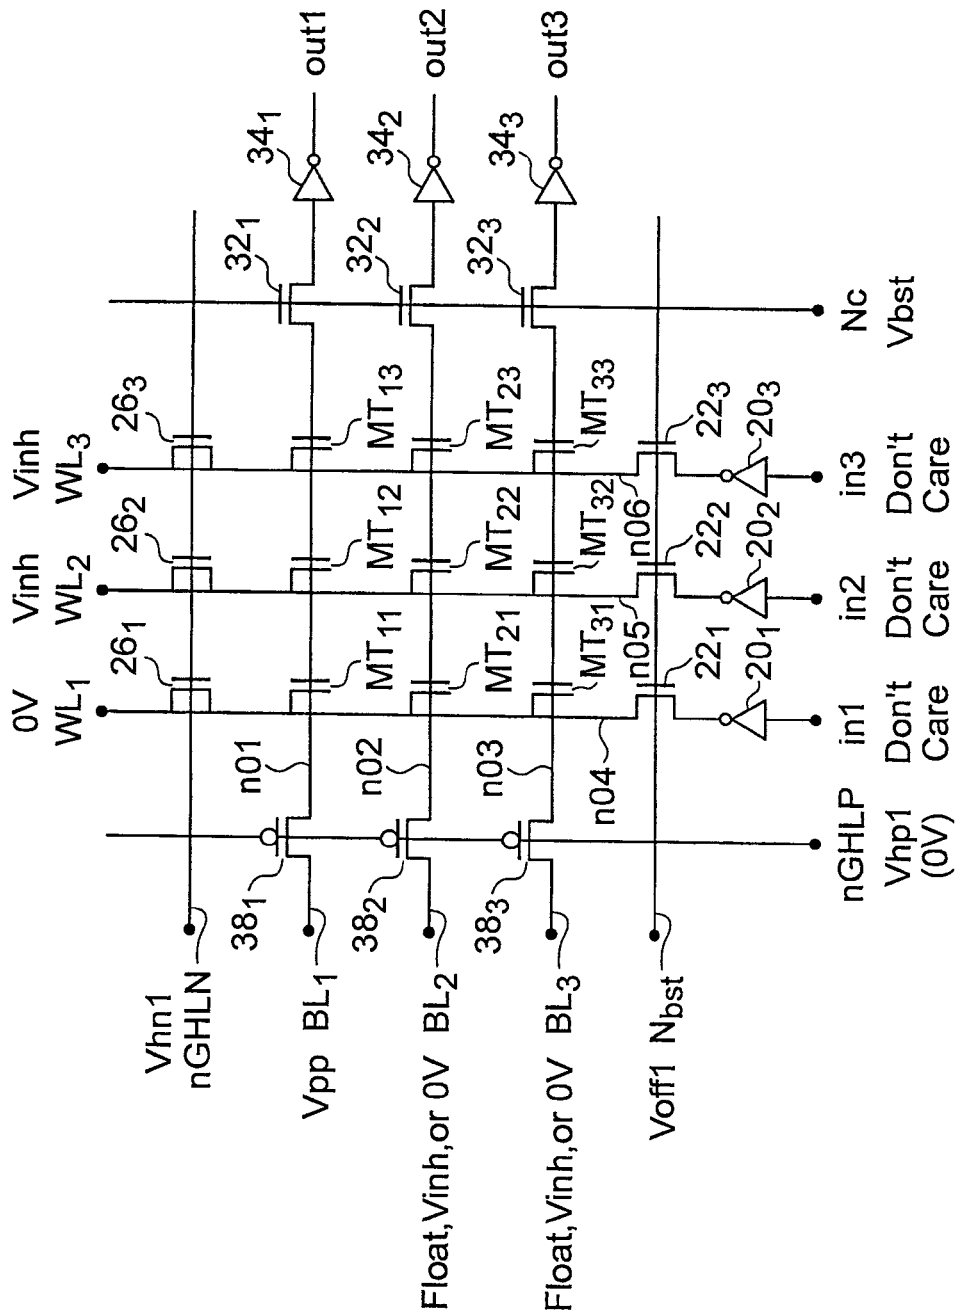 Vhn1
nGHLN
Vpp BL1
Float,Vinh,or 0V BL2
Float,Vinh,or 0V BL3
Voff1 Nbst
0V
WL1
Vinh
WL2
Vinh
WL3
261
262
263
381
382
383
n01
n02
n03
n04
n05
n06
MT11
MT12
MT13
MT21
MT22
MT23
MT31
MT32
MT33
321
322
323
341
342
343
out1
out2
out3
221
222
223
201
202
203
nGHLP
Vhp1
(0V)
in1
Don't
Care
in2
Don't
Care
in3
Don't
Care
Nc
Vbst